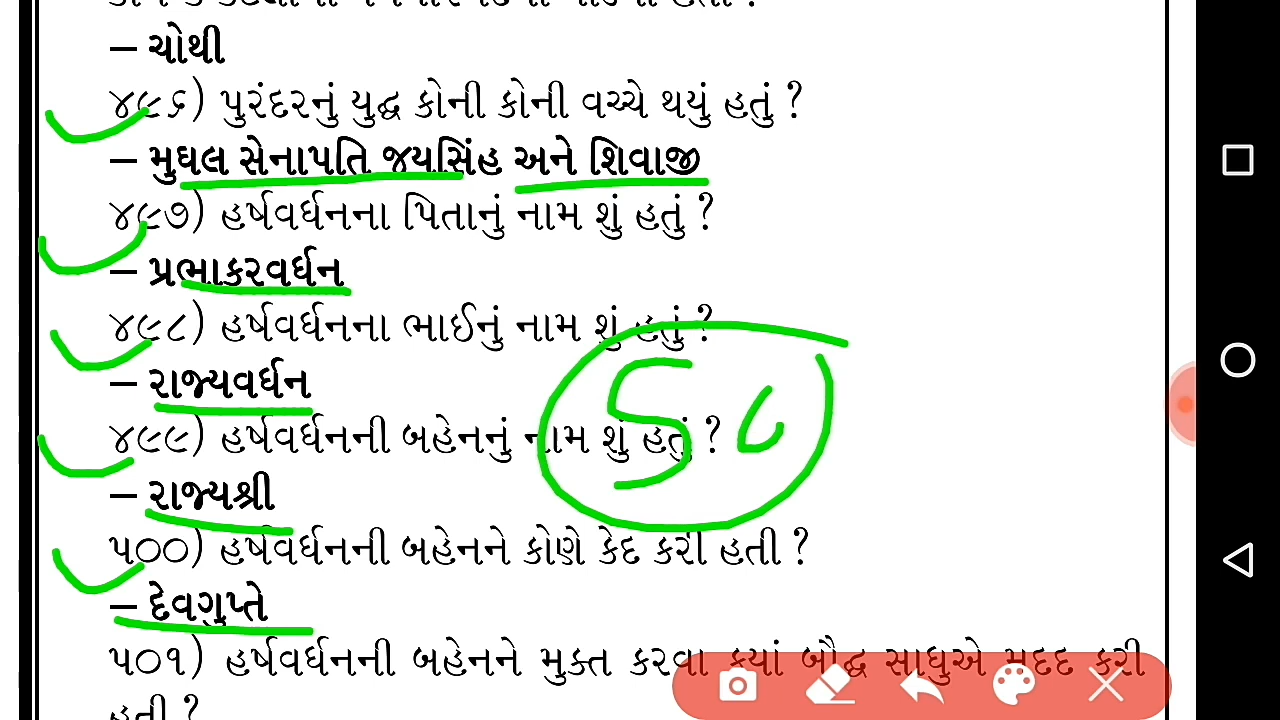 – ચોથી
૪૯૬) પુરંદરનું યુદ્ધ કોની કોની વચ્ચે થયું હતું ?
– મુઘલ સેનાપતિ જયસિંહ અને શિવાજી
૪૯૭) હર્ષવર્ધનના પિતાનું નામ શું હતું ?
– પ્રભાકરવર્ધન
૪૯૮) હર્ષવર્ધનના ભાઈનું નામ શું હતું ?
– રાજ્યવર્ધન
૪૯૯) હર્ષવર્ધનની બહેનનું નામ શું હતું ?
– રાજ્યશ્રી
૫૦૦) હર્ષવર્ધનની બહેનને કોણે કેદ કરી હતી ?
– દેવગુપ્તે
૫૦૧) હર્ષવર્ધનની બહેનને મુક્ત કરવા કયાં બૌદ્ધ સાધુએ મદદ કરી
હતી ?